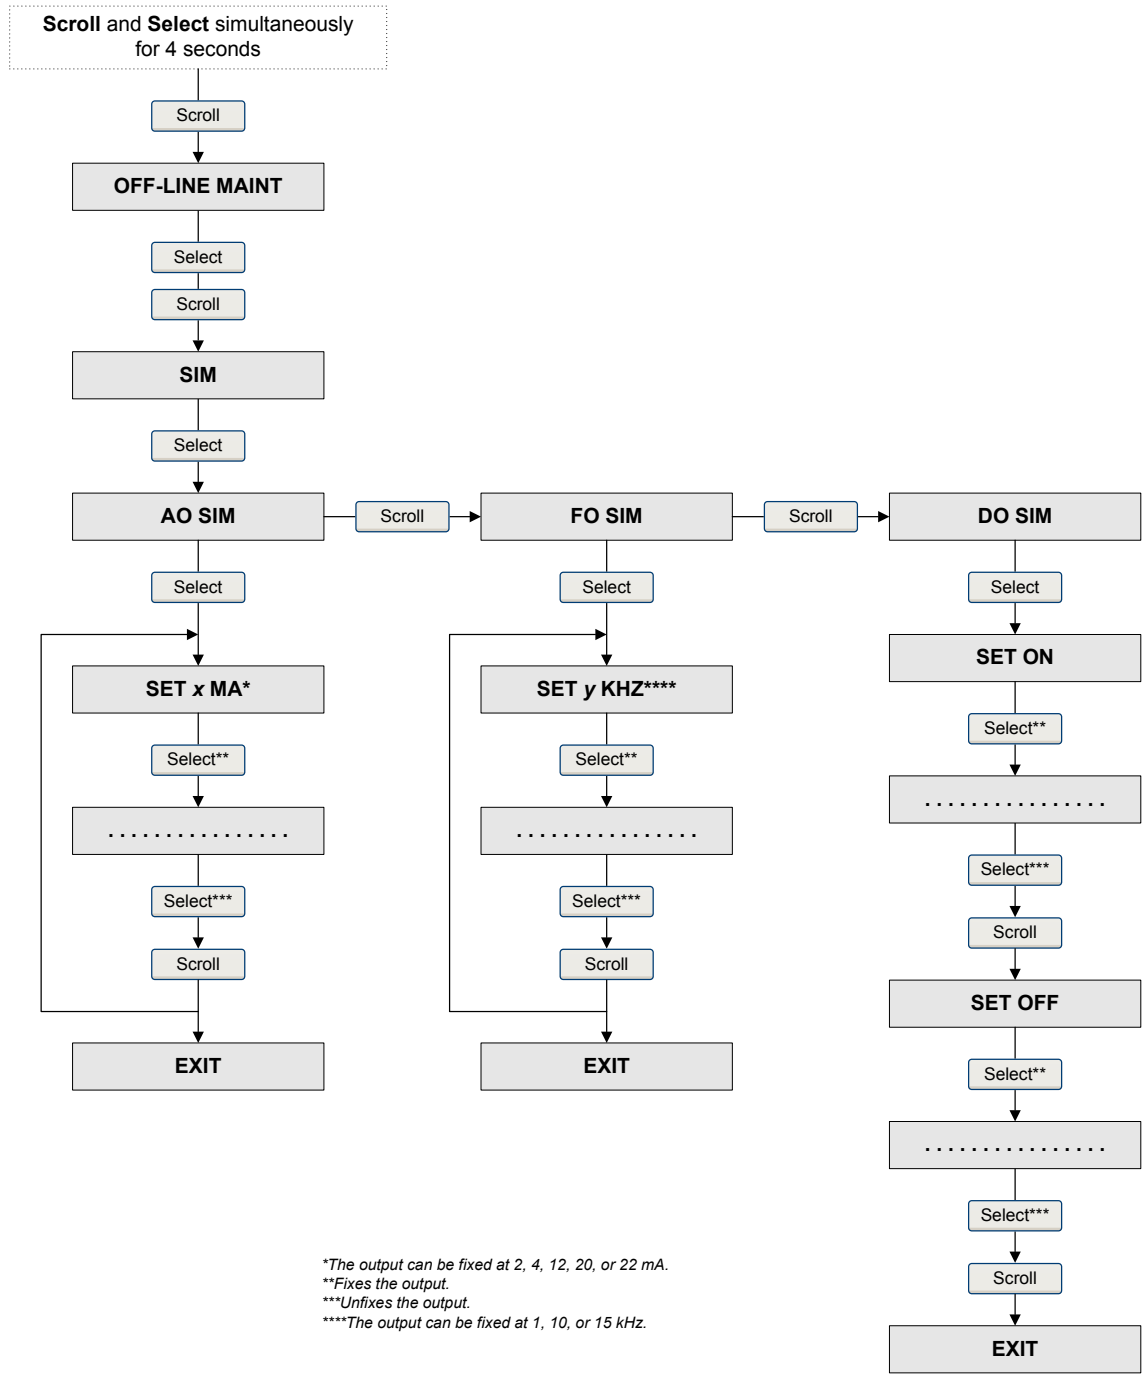 Scroll and Select simultaneously
for 4 seconds
Scroll
OFF-LINE MAINT
Select
Scroll
SIM
Select
AO SIM
Scroll
FO SIM
Scroll
DO SIM
Select
SET x MA*
Select**
. . . . . . . . . . . . . . . .
Select***
Scroll
EXIT
Select
SET y KHZ****
Select**
. . . . . . . . . . . . . . . .
Select***
Scroll
EXIT
Select
SET ON
Select**
. . . . . . . . . . . . . . . .
Select***
Scroll
SET OFF
Select**
. . . . . . . . . . . . . . . .
Select***
Scroll
EXIT
*The output can be fixed at 2, 4, 12, 20, or 22 mA.
**Fixes the output.
***Unfixes the output.
****The output can be fixed at 1, 10, or 15 kHz.